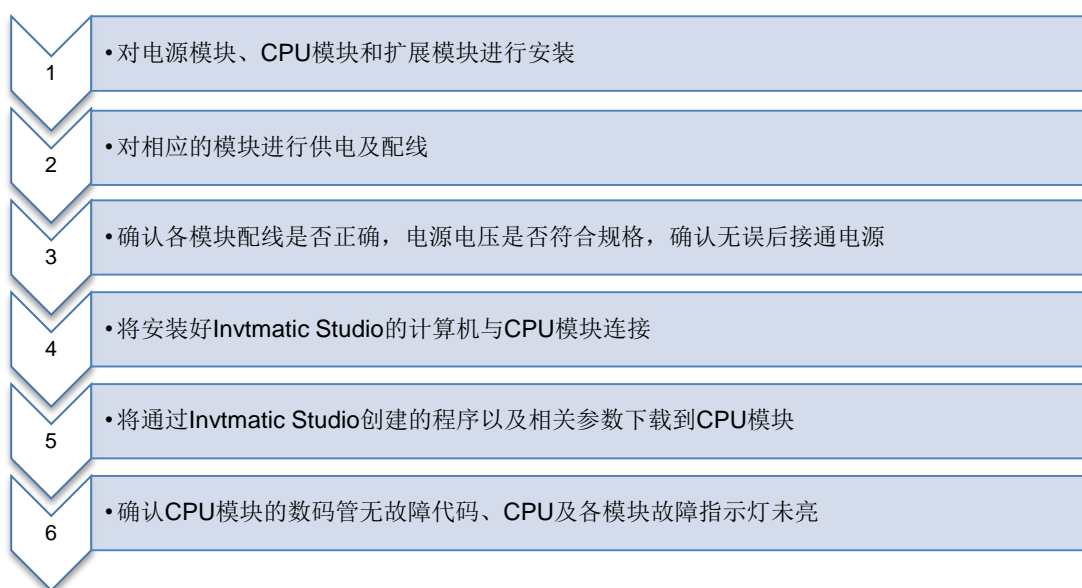 1
•对电源模块、CPU模块和扩展模块进行安装
2
•对相应的模块进行供电及配线
3
•确认各模块配线是否正确，电源电压是否符合规格，确认无误后接通电源
4
•将安装好Invtmatic Studio的计算机与CPU模块连接
5
•将通过Invtmatic Studio创建的程序以及相关参数下载到CPU模块
6
•确认CPU模块的数码管无故障代码、CPU及各模块故障指示灯未亮